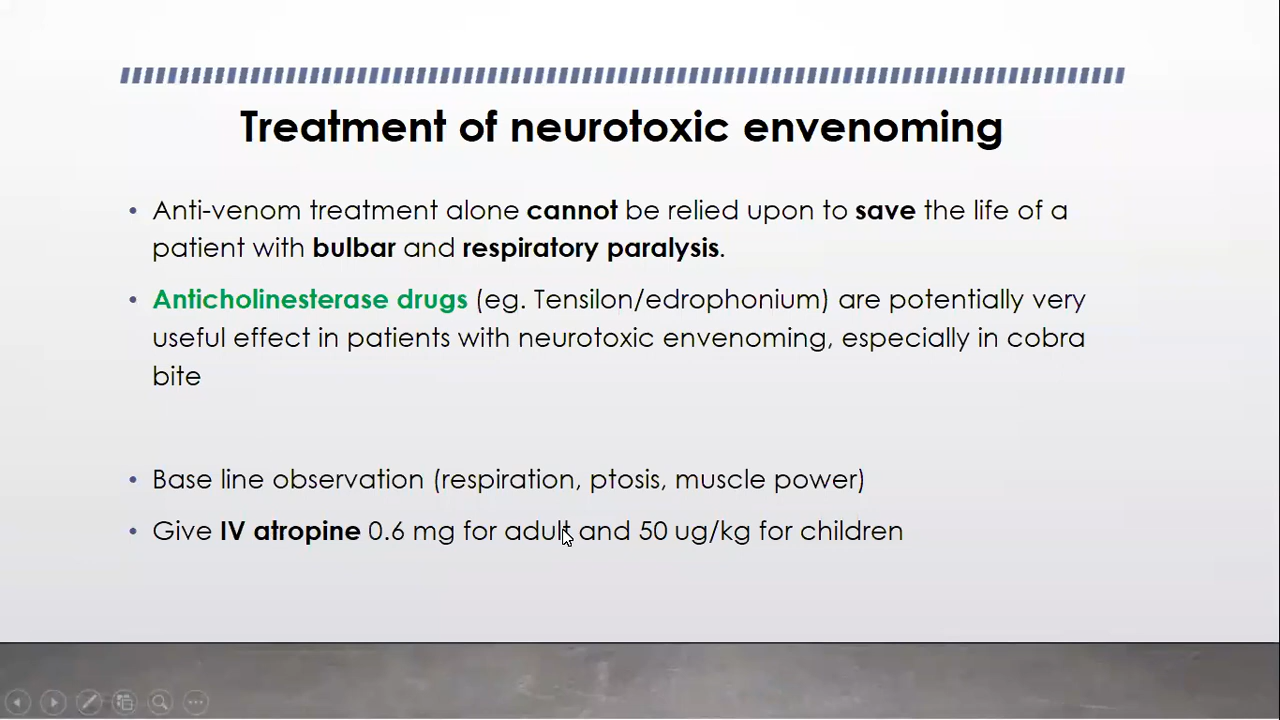 Treatment of neurotoxic envenoming
• Anti-venom treatment alone cannot be relied upon to save the life of a
patient with bulbar and respiratory paralysis.
• Anticholinesterase drugs (eg. Tensilon/edrophonium) are potentially very
useful effect in patients with neurotoxic envenoming, especially in cobra
bite
• Base line observation (respiration, ptosis, muscle power)
• Give IV atropine 0.6 mg for adult and 50 ug/kg for children